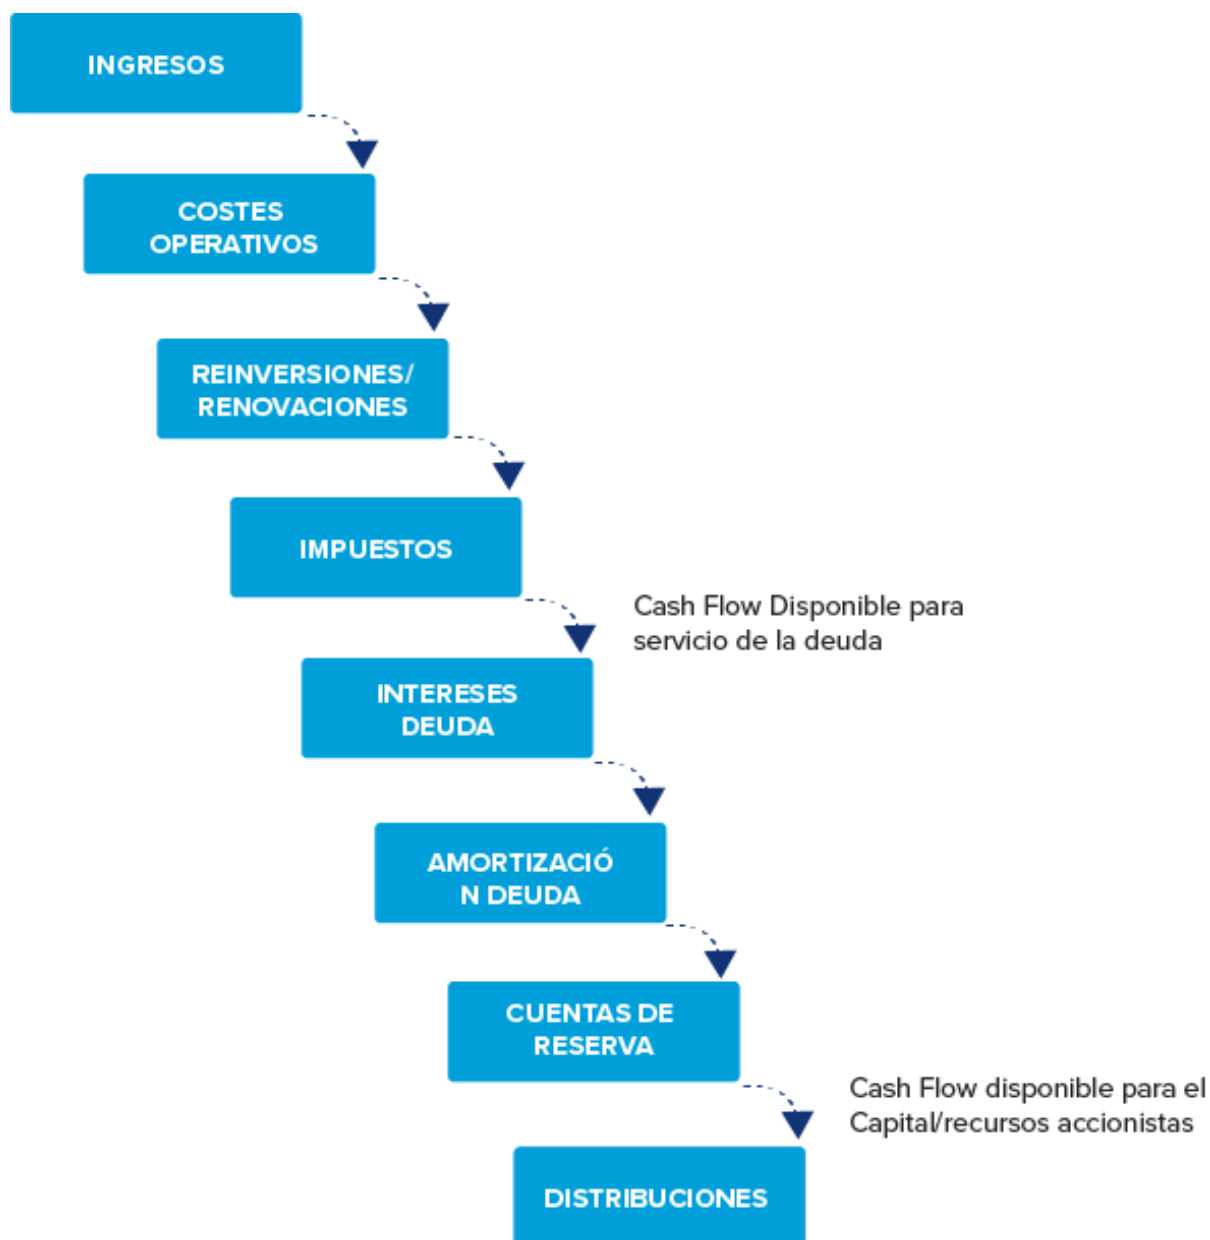 INGRESOS
COSTES
OPERATIVOS
REINVERSIONES/
RENOVACIONES
IMPUESTOS
Cash Flow Disponible para
servicio de la deuda
INTERESES
DEUDA
AMORTIZACIÓ
N DEUDA
CUENTAS DE
RESERVA
Cash Flow disponible para el
Capital/recursos accionistas
DISTRIBUCIONES